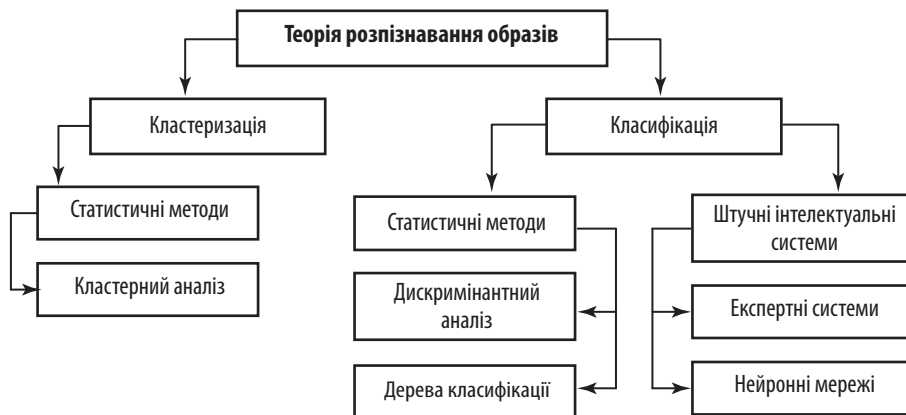 Теорія розпізнавання образів
Кластеризація
Класифікація
Статистичні методи
Кластерний аналіз
Статистичні методи
Дискримінантний
аналіз
Дерева класифікації
Штучні інтелектуальні
системи
Експертні системи
Нейронні мережі